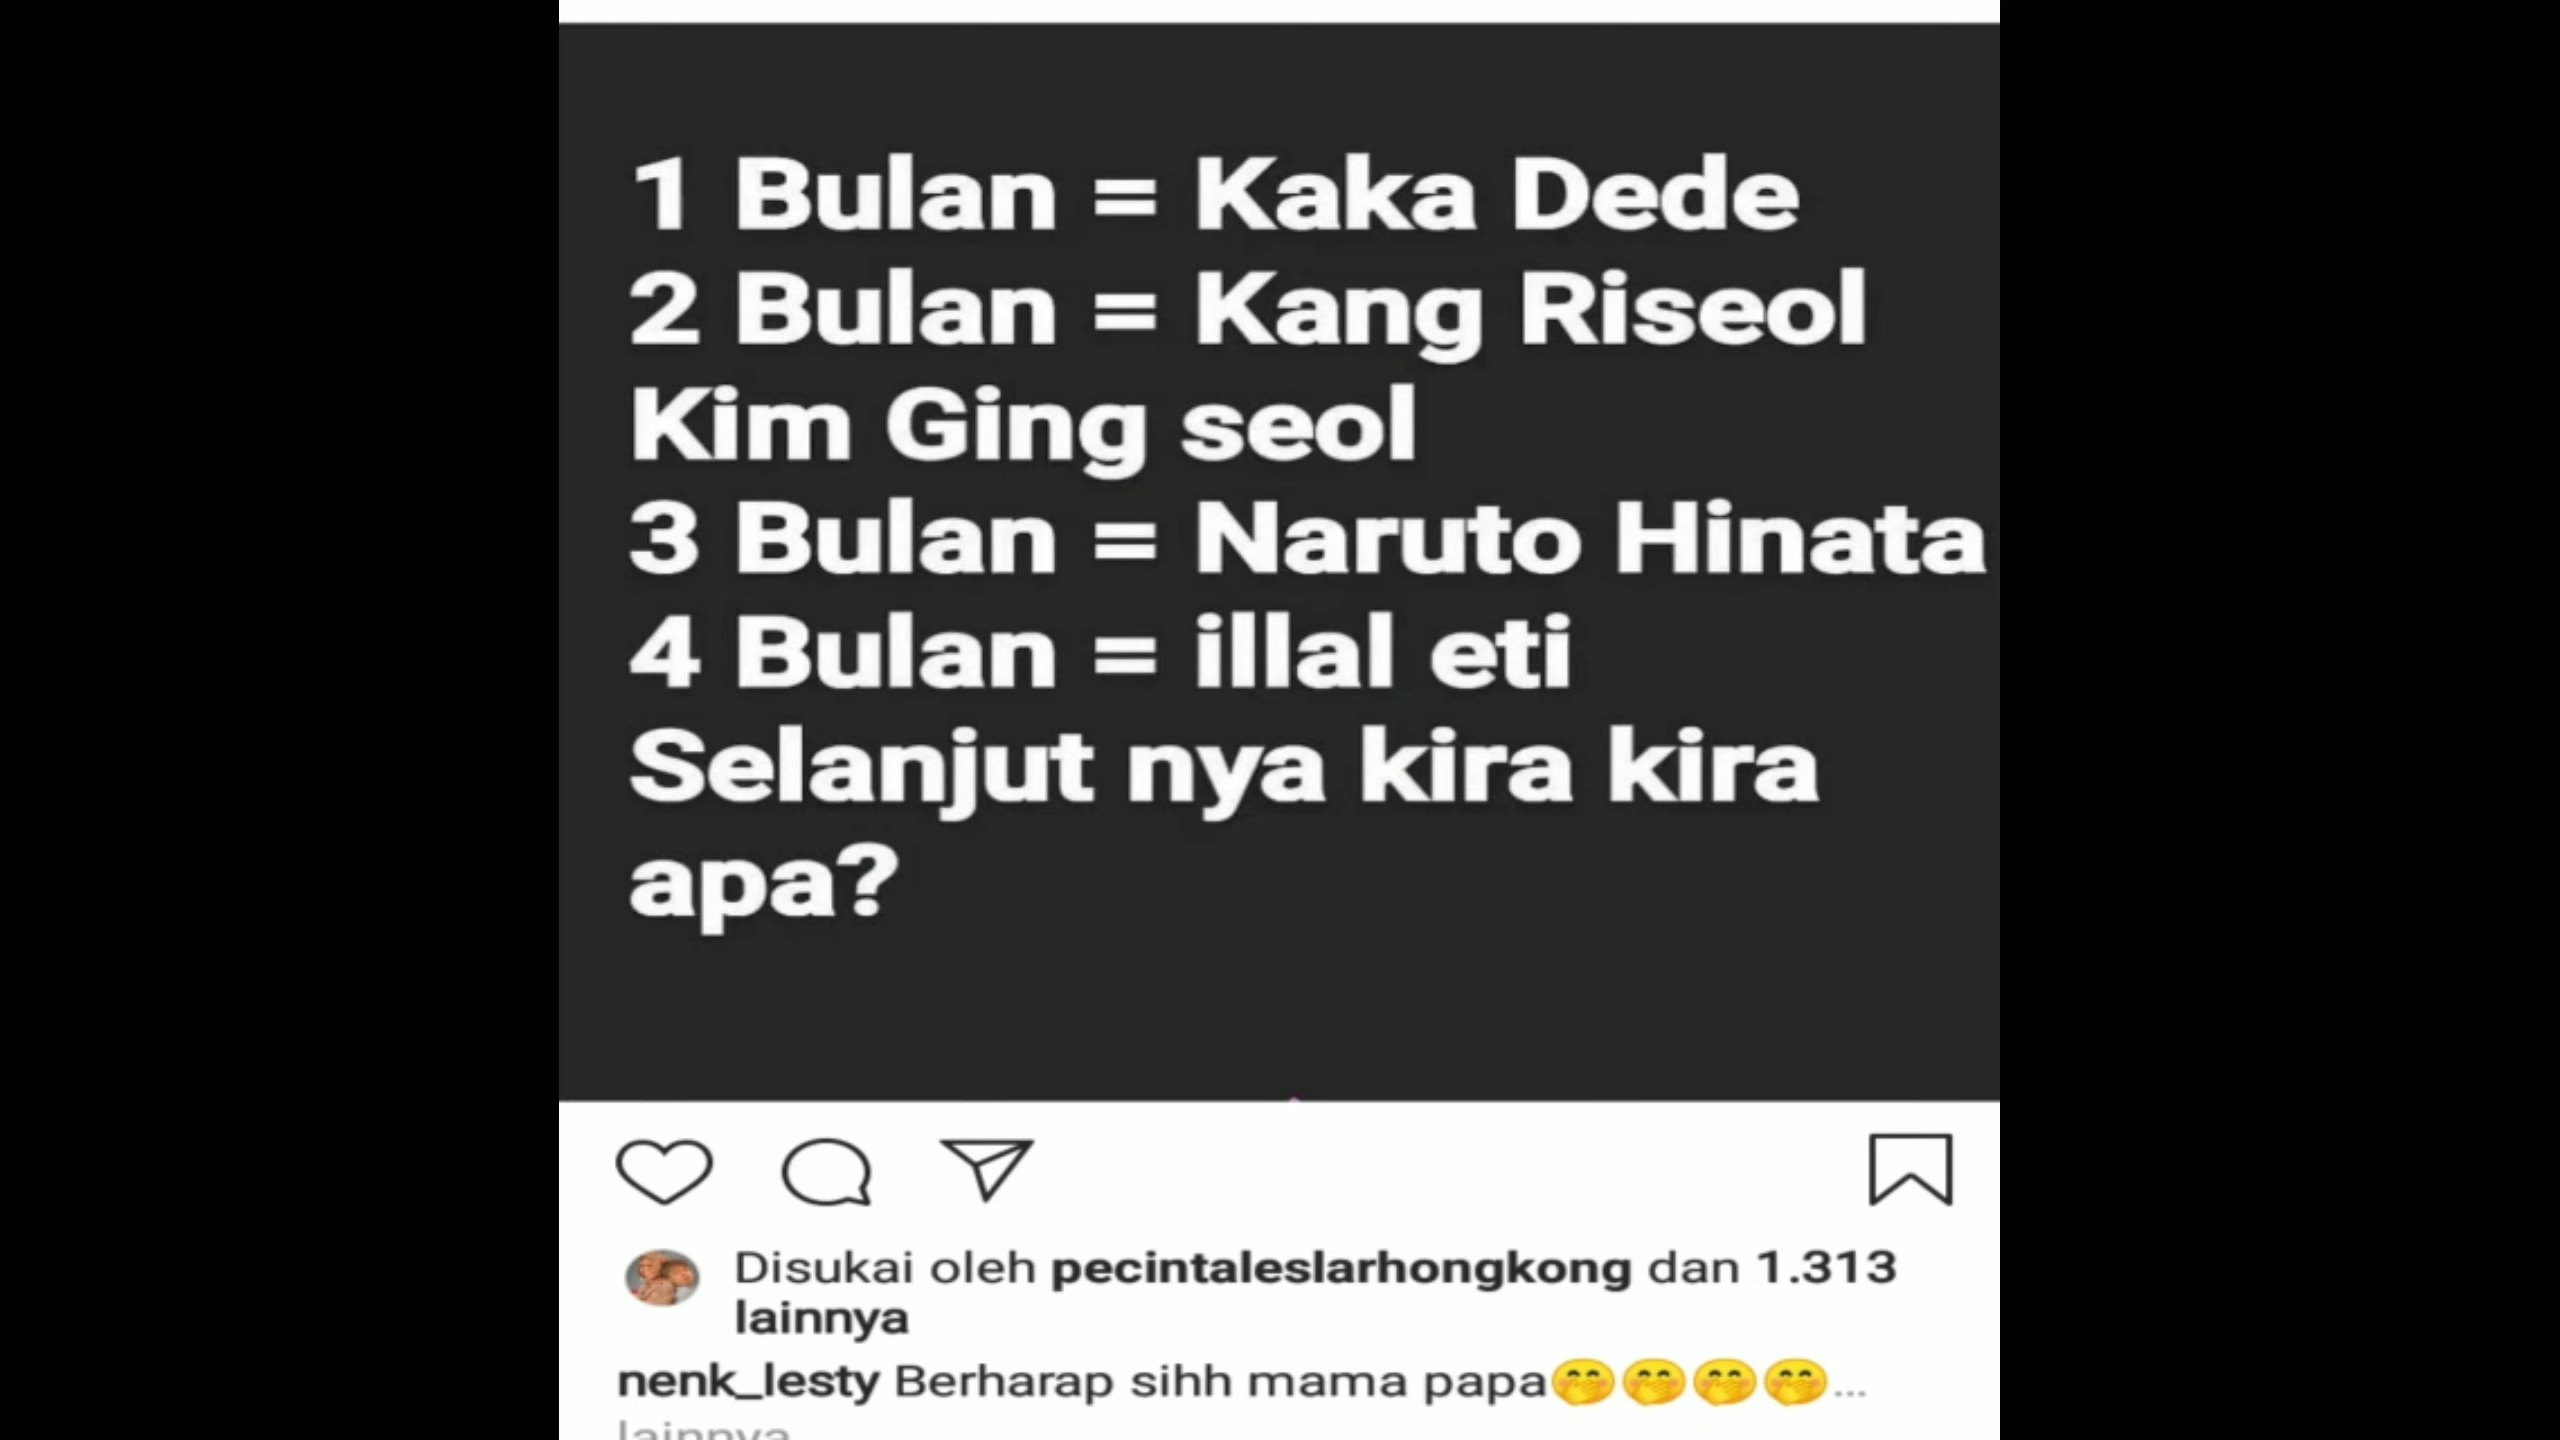 1 Bulan = Kaka Dede
2 Bulan = Kang Riseol
Kim Ging seol
3 Bulan = Naruto Hinata
4 Bulan = illal eti
Selanjut nya kira kira
apa?
Disukai oleh pecintaleslarhongkong dan 1.313
lainnya
nenk_lesty Berharap sihh mama papa🤭🤭🤭🤭...
lainnya